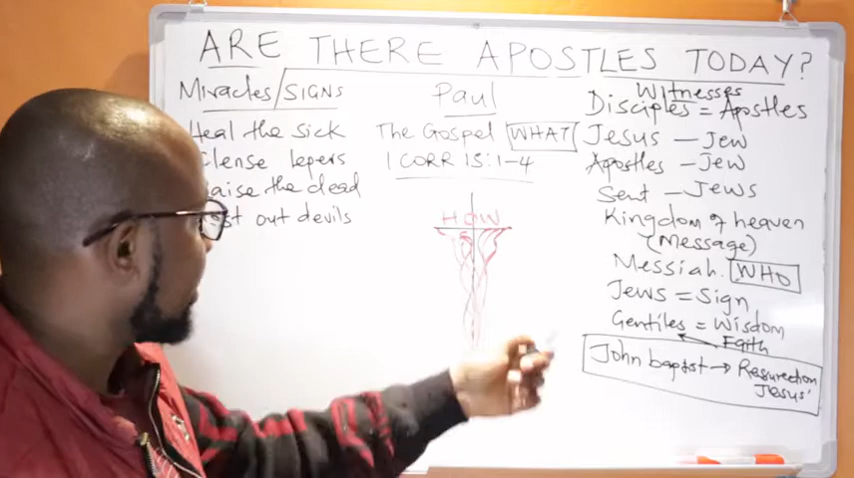 ARE THERE APOSTLES TODAY?
Miracles/SIGNS
Heal the sick
Clense lepers
Raise the dead
out devils
Paul
The Gospel WHAT
1 CORR 15:1-4
HOW
Witnesses
Disciples = Apostles
Jesus - Jew
Apostles - Jew
Sent - Jews
Kingdom of heaven
(Message)
Messiah. WHO
Jews = Sign
Gentiles = Wisdom
Faith
John baptist → Resurection
Jesus'